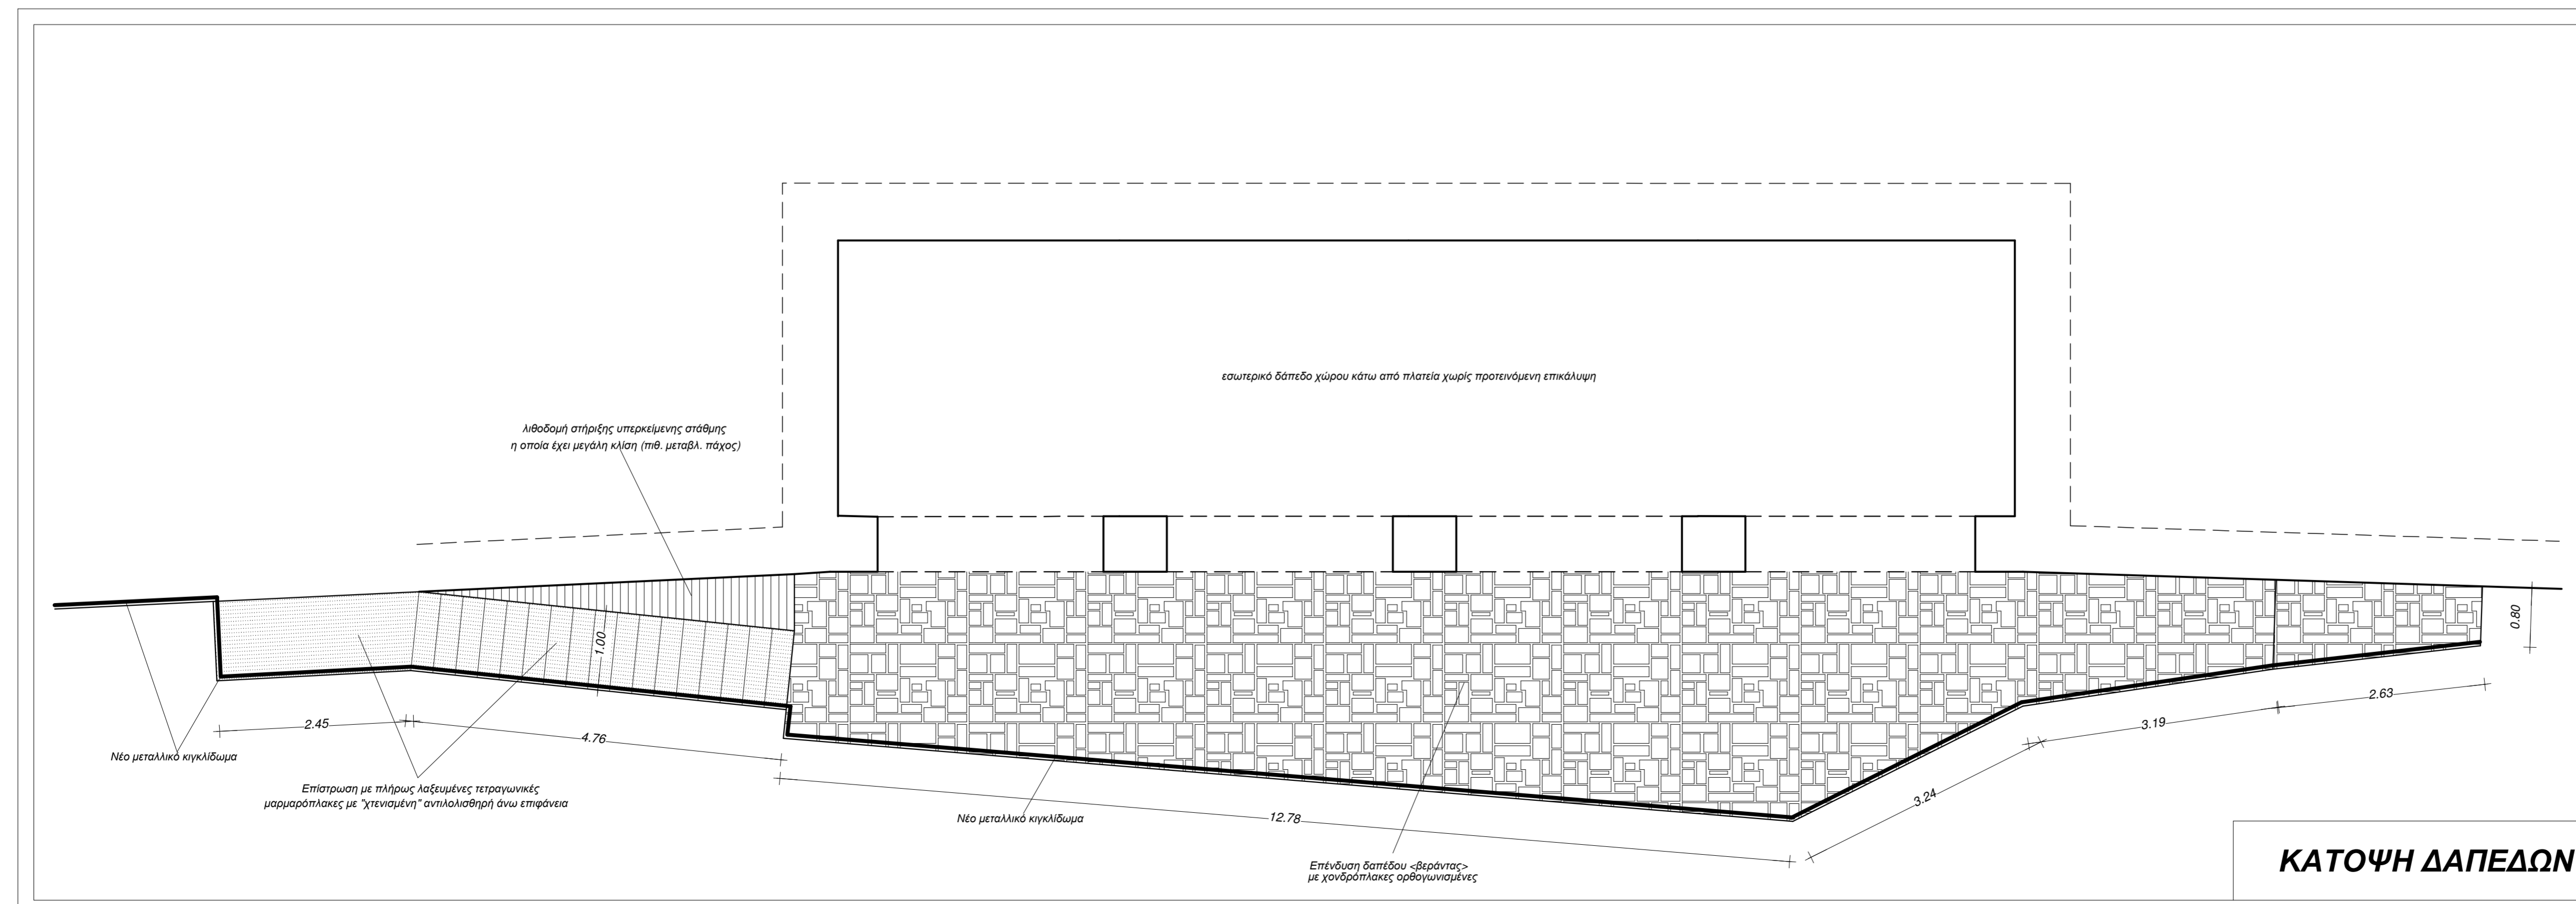 εσωτερικό δάπεδο χώρου κάτω από πλατεία χωρίς προτεινόμενη επικάλυψη
λιθοδομή στήριξης υπερκείμενης στάθμης
η οποία έχει μεγάλη κλίση (πιθ. μεταβλ. πάχος)
1.00
0.80
2.45
4.76
2.63
3.19
3.24
12.78
Νέο μεταλλικό κιγκλίδωμα
Επίστρωση με πλήρως λαξευμένες τετραγωνικές
μαρμαρόπλακες με "χτενισμένη" αντιλολισθηρή άνω επιφάνεια
Νέο μεταλλικό κιγκλίδωμα
Επένδυση δαπέδου <βεράντας>
με χονδρόπλακες ορθογωνισμένες
ΚΑΤΟΨΗ ΔΑΠΕΔΩΝ